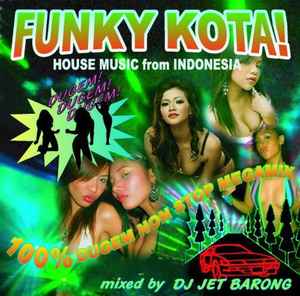 FUNKY KOTA!
HOUSE MUSIC from INDONESIA
DUGEM!
DUGEM!
DUGEM!
100% DUGEM NON STOP MEGAMIX
mixed by DJ JET BARONG